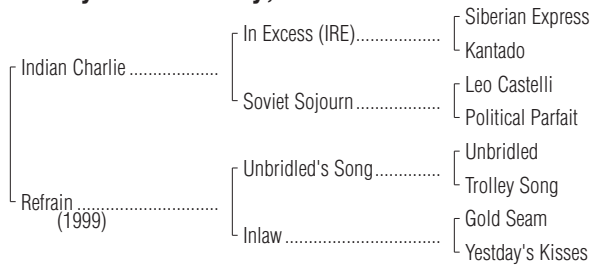 Siberian Express
In Excess (IRE)..................
Kantado
Indian Charlie ...................
Leo Castelli
Soviet Sojourn ..................
Political Parfait
Unbridled
Unbridled's Song..............
Trolley Song
Refrain ..............................
(1999)
Gold Seam
Inlaw .................................
Yestday's Kisses